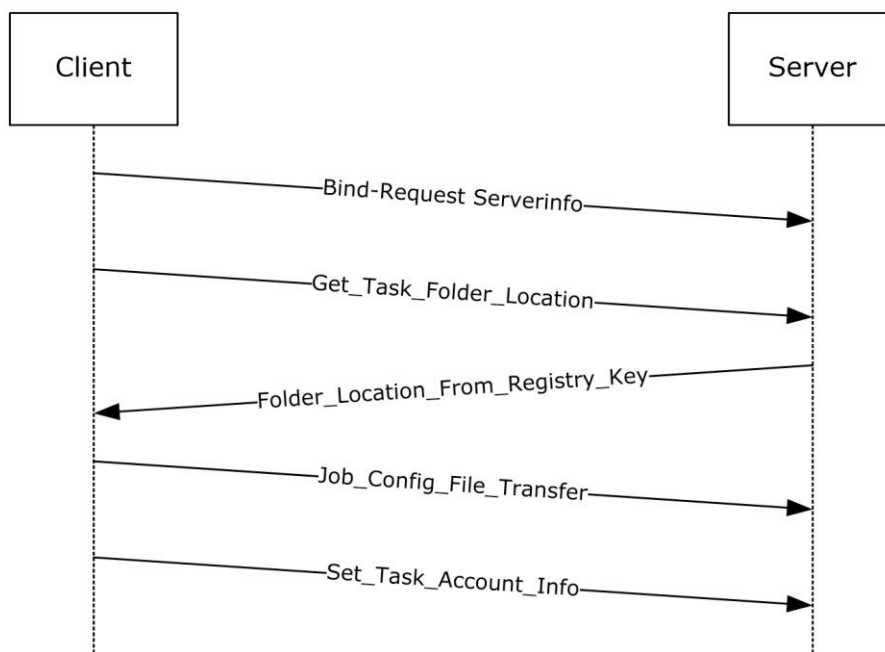 Client
Server
Bind-Request Serverinfo
Get_Task_Folder_Location
Folder_Location_From_Registry_Key
Job_Config_File_Transfer
Set_Task_Account_Info